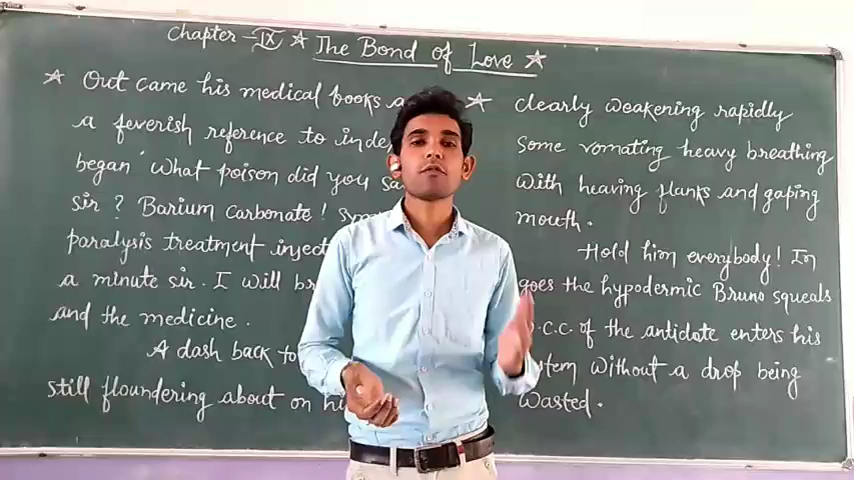 Chapter - IX ☆ The Bond of Love ☆
☆ Out came his medical books a
a feverish reference to inde
began 'What poison did you sa
sir ? Barium Carbonate ! Sym
paralysis treatment inject
a minute sir. I will br
and the medicine.
A dash back to
still floundering about on hi
☆ clearly weakening rapidly
some vomating heavy breathing
with heaving flanks and gaping
mouth.
Hold him everybody! In
goes the hypodermic Bruno squeals
c.c. of the antidote enters his
stem without a drop being
wasted.